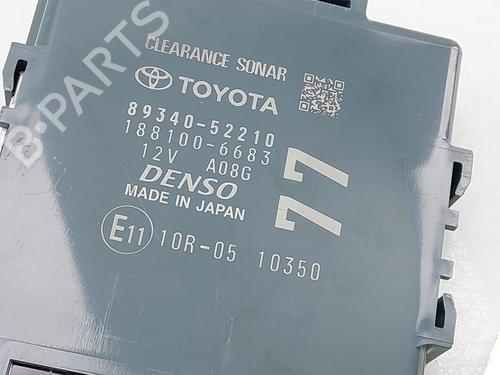 CLEARANCE SONAR
TOYOTA
89340-52210
188100-6683
12V A08G
DENSO
MADE IN JAPAN
77
E11 10R-05 10350
B-PARTS